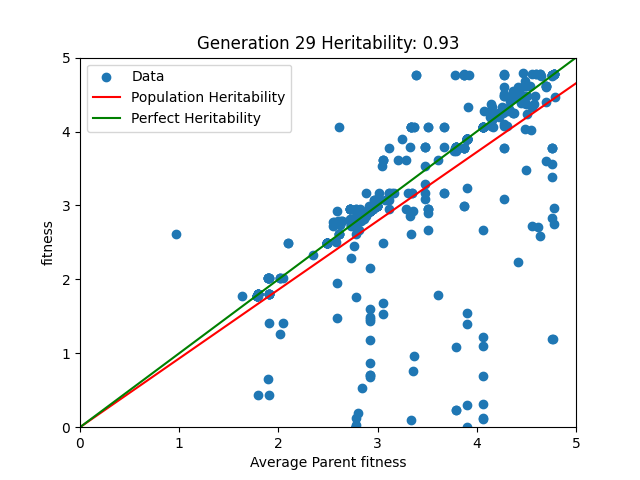 Generation 29 Heritability: 0.93
Data
Population Heritability
Perfect Heritability
5
4
3
2
1
0
fitness
0 1 2 3 4 5
Average Parent fitness